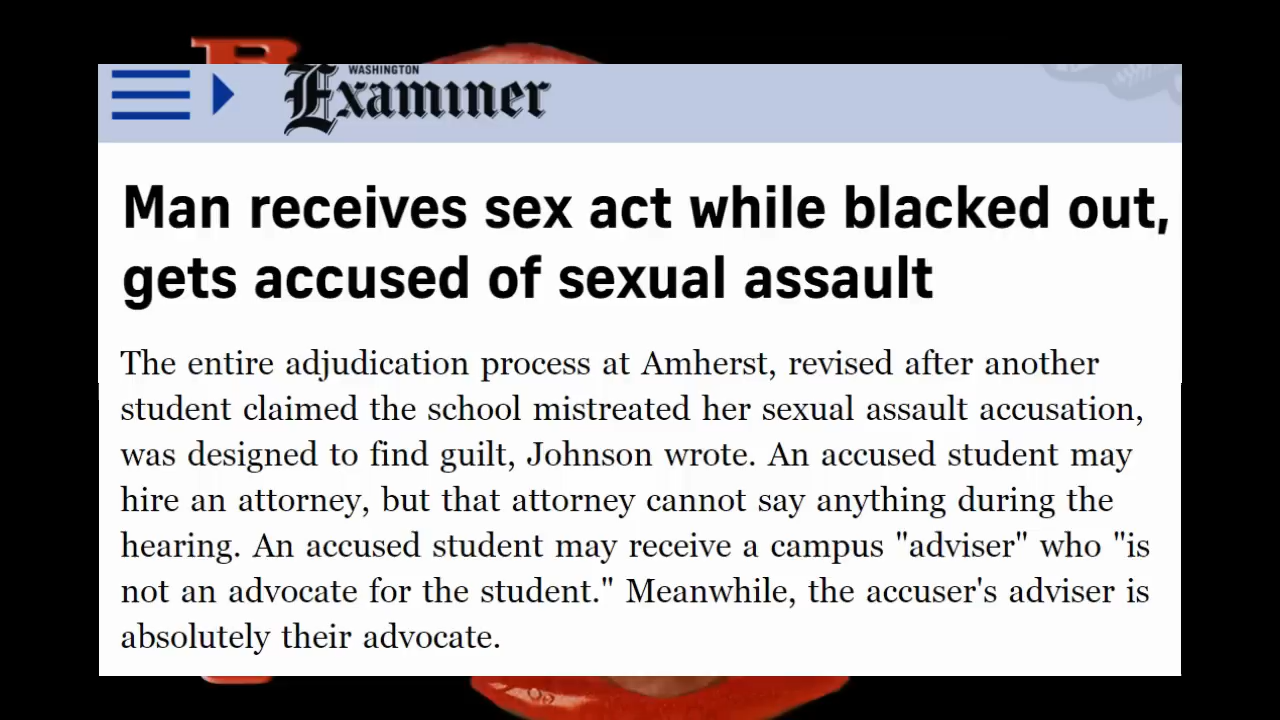 WASHINGTON
Examiner
Man receives sex act while blacked out,
gets accused of sexual assault
The entire adjudication process at Amherst, revised after another
student claimed the school mistreated her sexual assault accusation,
was designed to find guilt, Johnson wrote. An accused student may
hire an attorney, but that attorney cannot say anything during the
hearing. An accused student may receive a campus "adviser" who "is
not an advocate for the student." Meanwhile, the accuser's adviser is
absolutely their advocate.